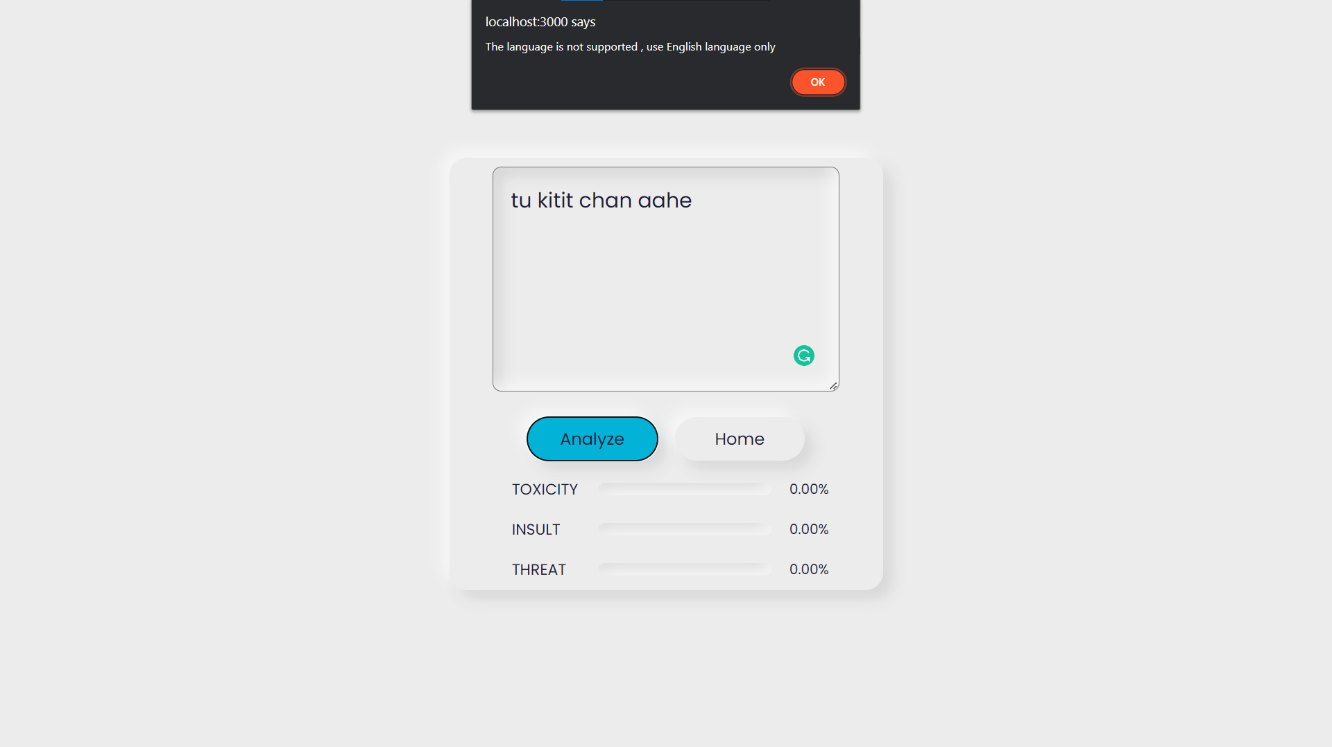 localhost:3000 says
The language is not supported , use English language only
OK
tu kitit chan aahe
Analyze
Home
TOXICITY 0.00%
INSULT 0.00%
THREAT 0.00%